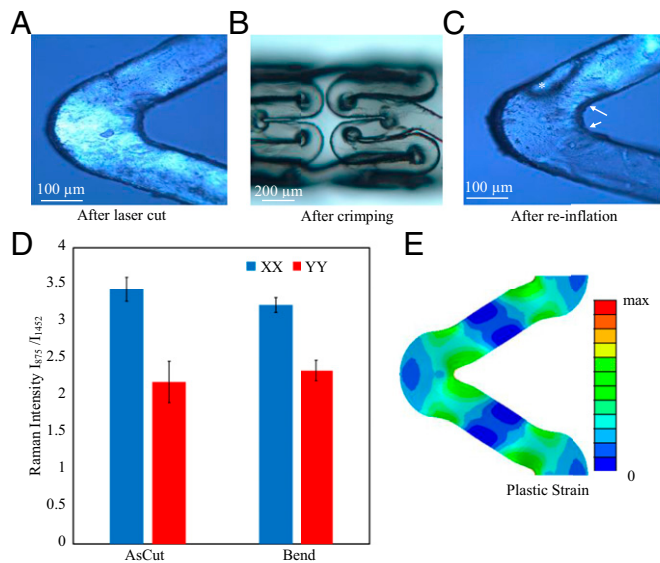 A
B
C
*
100 µm
200 µm
100 µm
After laser cut
After crimping
After re-inflation
D
E
Raman Intensity I875 /I1452
4
3.5
3
2.5
2
1.5
1
0.5
0
XX
YY
AsCut
Bend
max
0
Plastic Strain